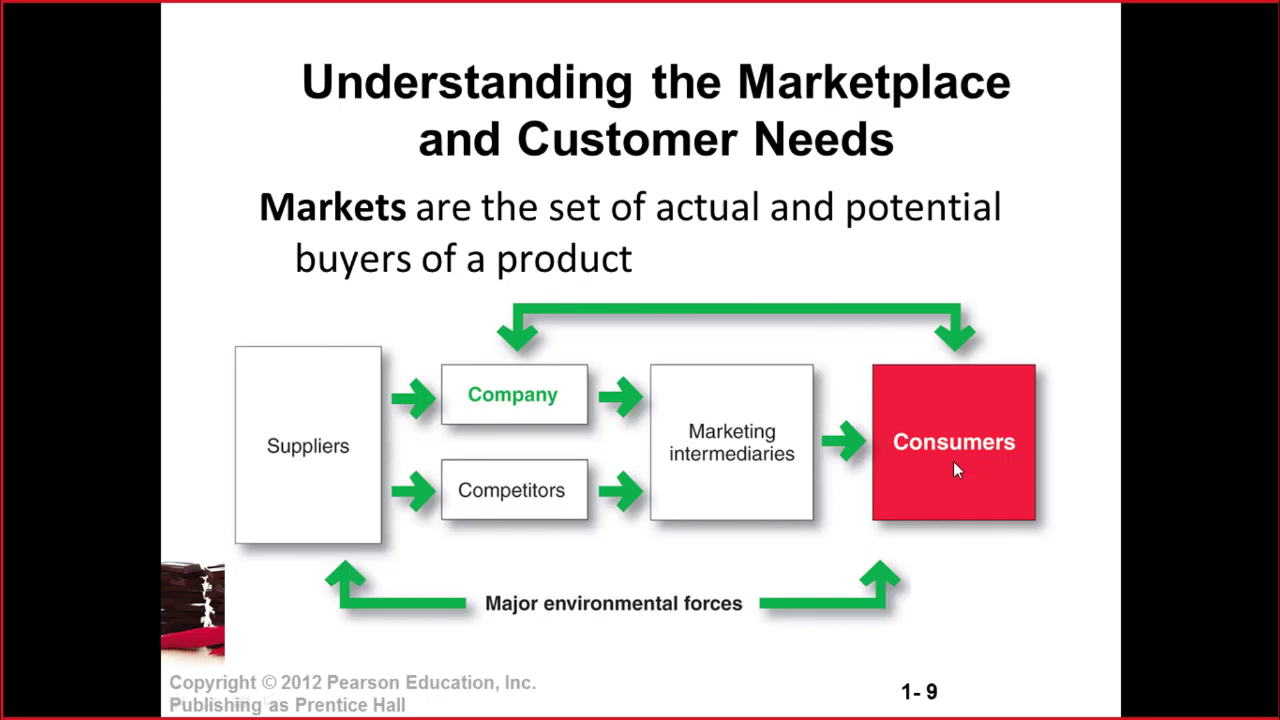 Understanding the Marketplace
and Customer Needs
Markets are the set of actual and potential
buyers of a product
Suppliers
Company
Competitors
Marketing
intermediaries
Consumers
Major environmental forces
Copyright © 2012 Pearson Education, Inc.
Publishing as Prentice Hall
1- 9